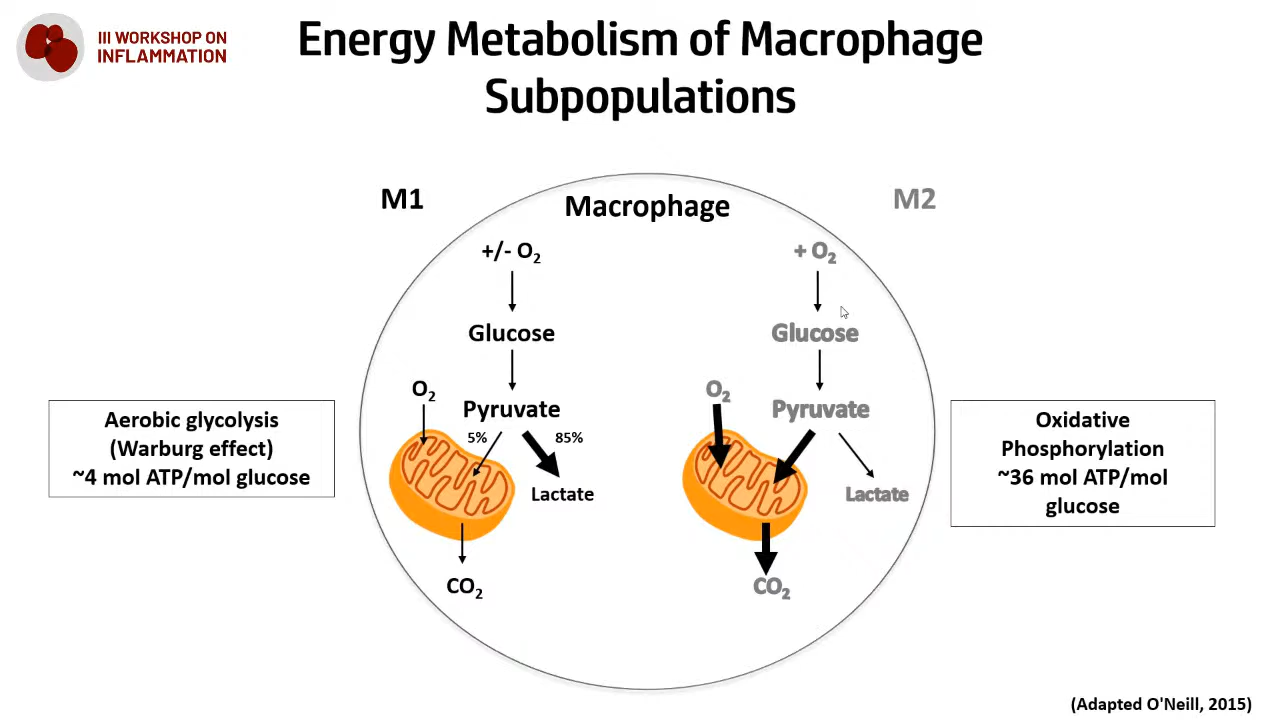 III WORKSHOP ON
INFLAMMATION
Energy Metabolism of Macrophage
Subpopulations
M1
Macrophage
M2
+/- O₂
+ O₂
Glucose
Glucose
O₂
Pyruvate
5%
85%
Lactate
CO₂
O₂
Pyruvate
Lactate
CO₂
Aerobic glycolysis
(Warburg effect)
~4 mol ATP/mol glucose
Oxidative
Phosphorylation
~36 mol ATP/mol
glucose
(Adapted O'Neill, 2015)